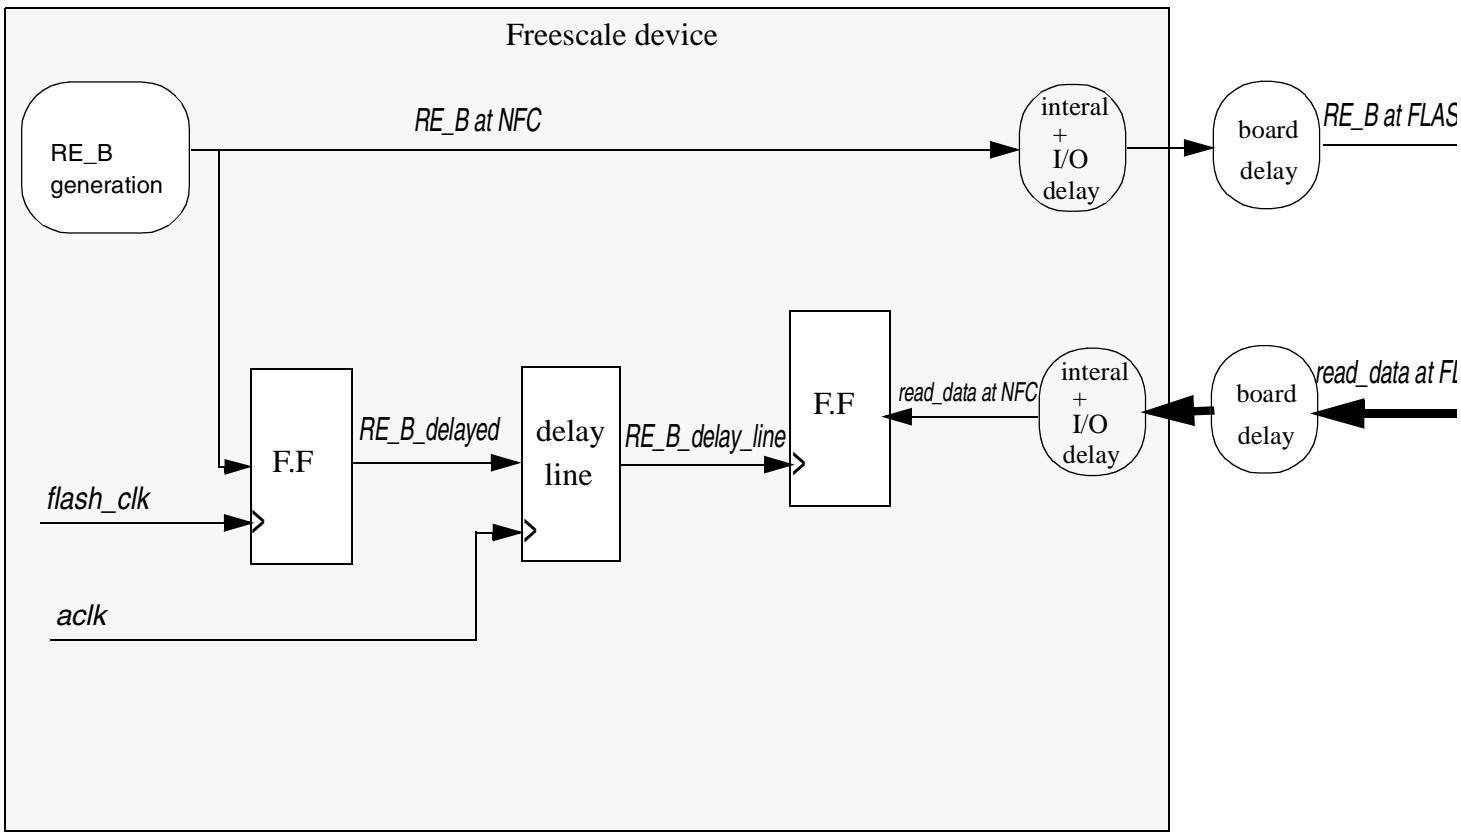 Freescale device
RE_B
generation
RE_B at NFC
interal
+
I/O
delay
board
delay
RE_B at FLAS
F.F
RE_B_delayed
delay
line
RE_B_delay_line
F.F
read_data at NFC
interal
+
I/O
delay
board
delay
read_data at FL
flash_clk
aclk